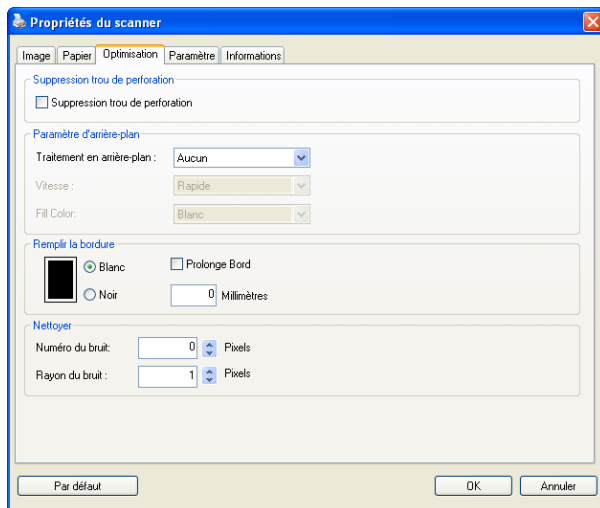 Propriétés du scanner
Image Papier Optimisation Paramètre Informations
Suppression trou de perforation
Suppression trou de perforation
Paramètre d'arrière-plan
Traitement en arrière-plan : Aucun
Vitesse : Rapide
Fill Color: Blanc
Remplir la bordure
Blanc Prolonge Bord
Noir 0 Millimètres
Nettoyer
Numéro du bruit: 0 Pixels
Rayon du bruit : 1 Pixels
Par défaut OK Annuler